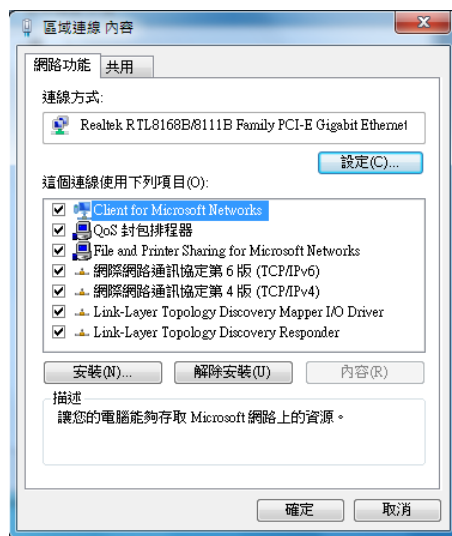 區域連線 內容
網路功能 共用
連線方式:
Realtek RTL8168B/8111B Family PCI-E Gigabit Ethernet
設定(C)...
這個連線使用下列項目(O):
Client for Microsoft Networks
QoS 封包排程器
File and Printer Sharing for Microsoft Networks
網際網路通訊協定第 6 版 (TCP/IPv6)
網際網路通訊協定第 4 版 (TCP/IPv4)
Link-Layer Topology Discovery Mapper I/O Driver
Link-Layer Topology Discovery Responder
安裝(N)... 解除安裝(U) 內容(R)
描述
讓您的電腦能夠存取 Microsoft 網路上的資源。
確定 取消